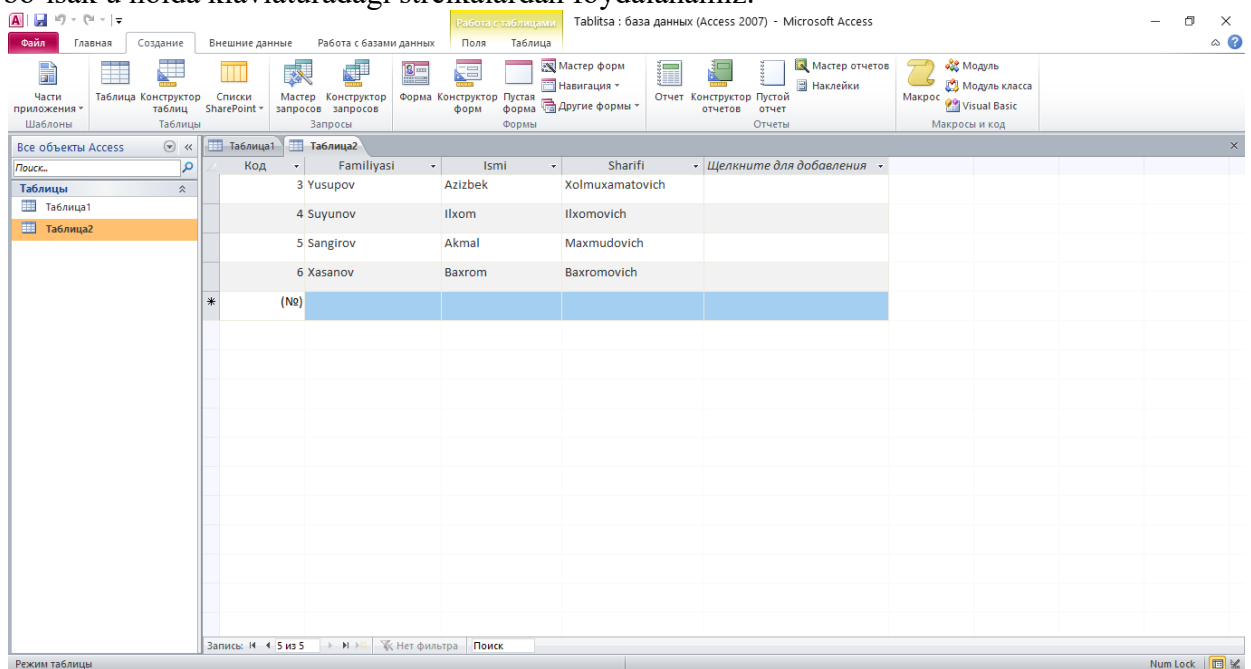 klaviaturadagi strelkalardan foydalanamiz.
Работа с таблицами
Tablitsa : база данных (Access 2007) - Microsoft Access
Файл Главная Создание Внешние данные Работа с базами данных Поля Таблица
Части приложения
Таблица
Конструктор таблиц
Списки SharePoint
Мастер запросов
Конструктор запросов
Форма
Конструктор форм
Пустая форма
Мастер форм
Навигация
Другие формы
Отчет
Конструктор отчетов
Пустой отчет
Мастер отчетов
Наклейки
Макрос
Модуль
Модуль класса
Visual Basic
Шаблоны Таблицы Запросы Формы Отчеты Макросы и код
Все объекты Access
Поиск...
Таблицы
Таблица1
Таблица2
Таблица1 Таблица2
Код Familiyasi Ismi Sharifi Щелкните для добавления
3 Yusupov Azizbek Xolmuxamatovich
4 Suyunov Ilxom Ilxomovich
5 Sangirov Akmal Maxmudovich
6 Xasanov Baxrom Baxromovich
(№)
Запись: 5 из 5 Нет фильтра Поиск
Режим таблицы Num Lock